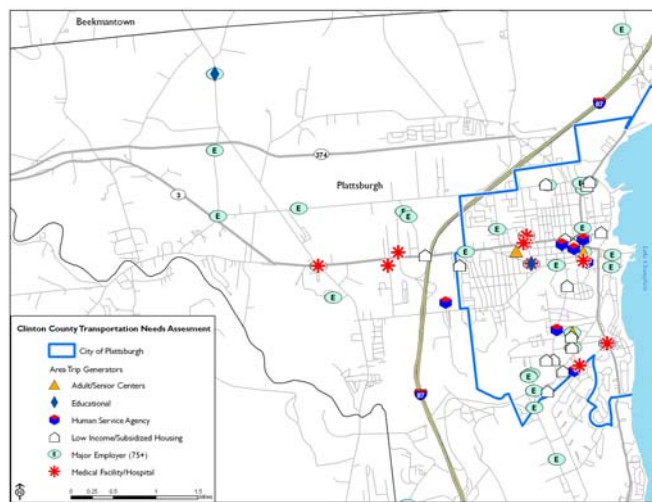 Beekmantown
E
E
87
374
E
3
Plattsburgh
E
E
E
E
E
E
E
E
E
E
E
E
E
Lake Champlain
Clinton County Transportation Needs Assesment
City of Plattsburgh
Area Trip Generators
Adult/Senior Centers
Educational
Human Service Agency
Low Income/Subsidized Housing
E Major Employer (75+)
Medical Facility/Hospital
0 0.25 0.5 1 1.5
87
E
E
E
E